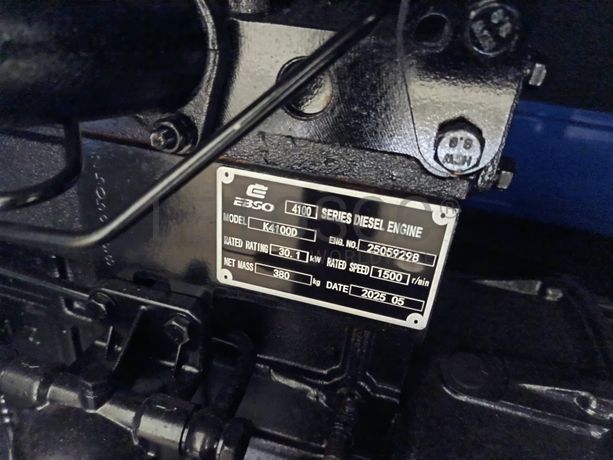 EBSO 4100 SERIES DIESEL ENGINE
MODEL K4100D ENG. NO. 25059298
RATED RATING 30.1 kW RATED SPEED 1500 r/min
NET MASS 380 kg DATE 2025 05
8.8